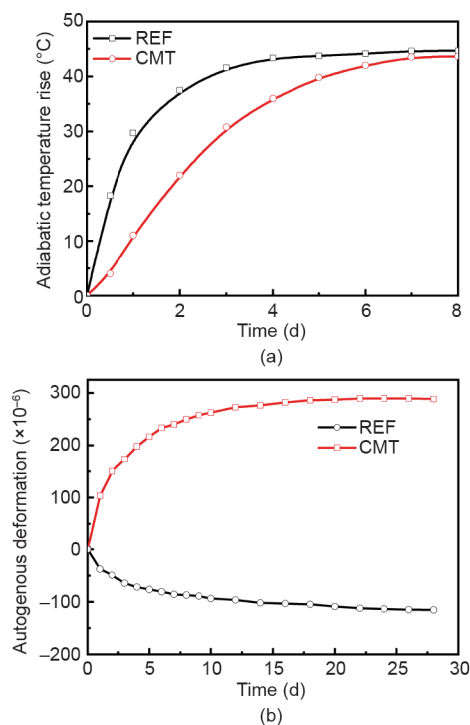 50
REF
CMT
40
30
20
10
0
Adiabatic temperature rise (°C)
0 2 4 6 8
Time (d)
(a)
300
REF
CMT
200
100
0
–100
–200
Autogenous deformation (×10⁻⁶)
0 5 10 15 20 25 30
Time (d)
(b)